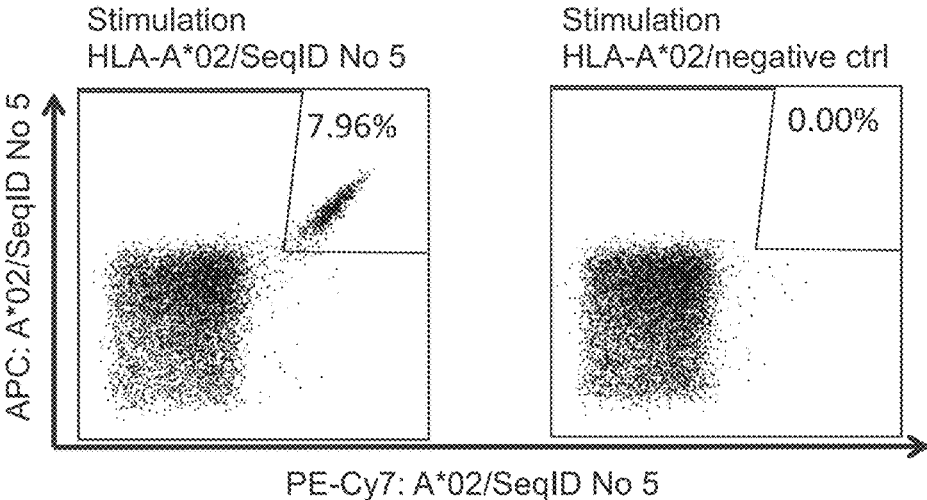 Stimulation
HLA-A*02/SeqID No 5
Stimulation
HLA-A*02/negative ctrl
APC: A*02/SeqID No 5
7.96%
0.00%
PE-Cy7: A*02/SeqID No 5